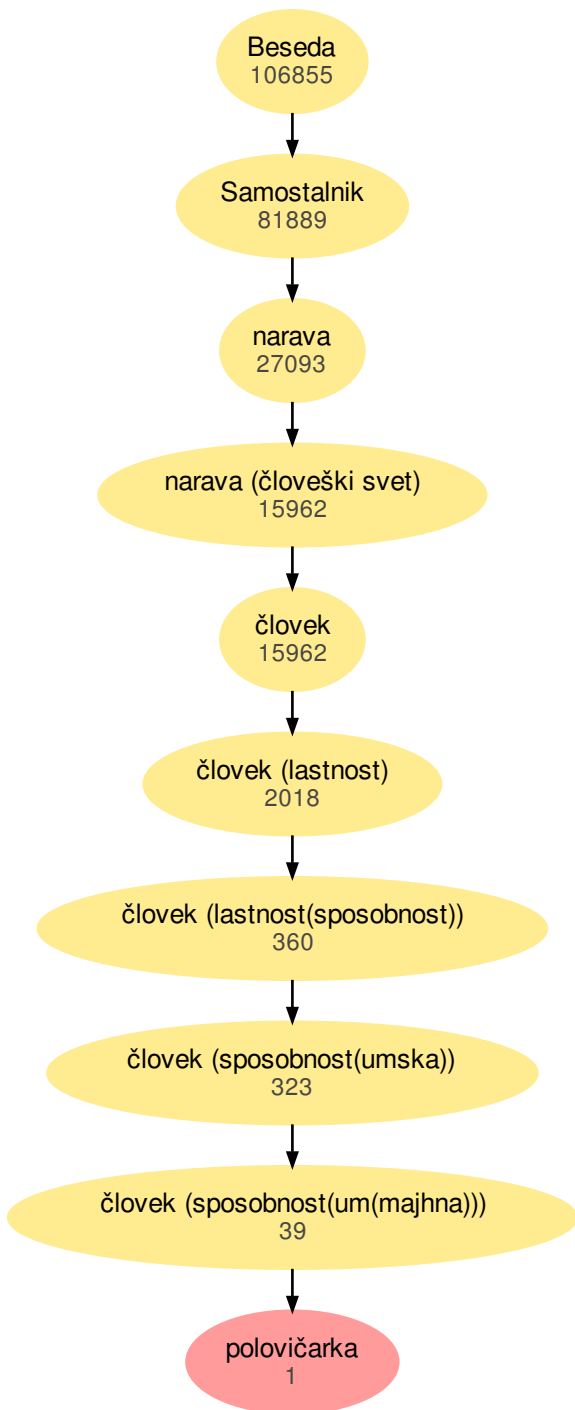 Beseda
106855
Samostalnik
81889
narava
27093
narava (človeški svet)
15962
človek
15962
človek (lastnost)
2018
človek (lastnost(sposobnost))
360
človek (sposobnost(umska))
323
človek (sposobnost(um(majhna)))
39
polovičarka
1